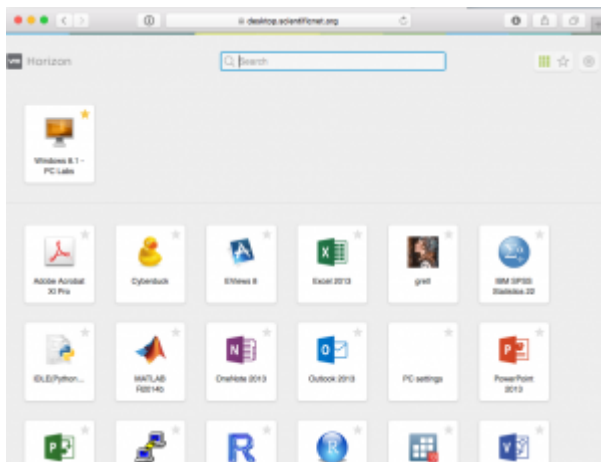 desktop.scientificnet.org
vm Horizon
Search
Windows 8.1 -
PC Labs
Adobe Acrobat
XI Pro
Cyberduck
EViews 8
Excel 2013
gretl
IBM SPSS
Statistics 22
IDLE(Python...
MATLAB
R2014b
OneNote 2013
Outlook 2013
PC settings
PowerPoint
2013